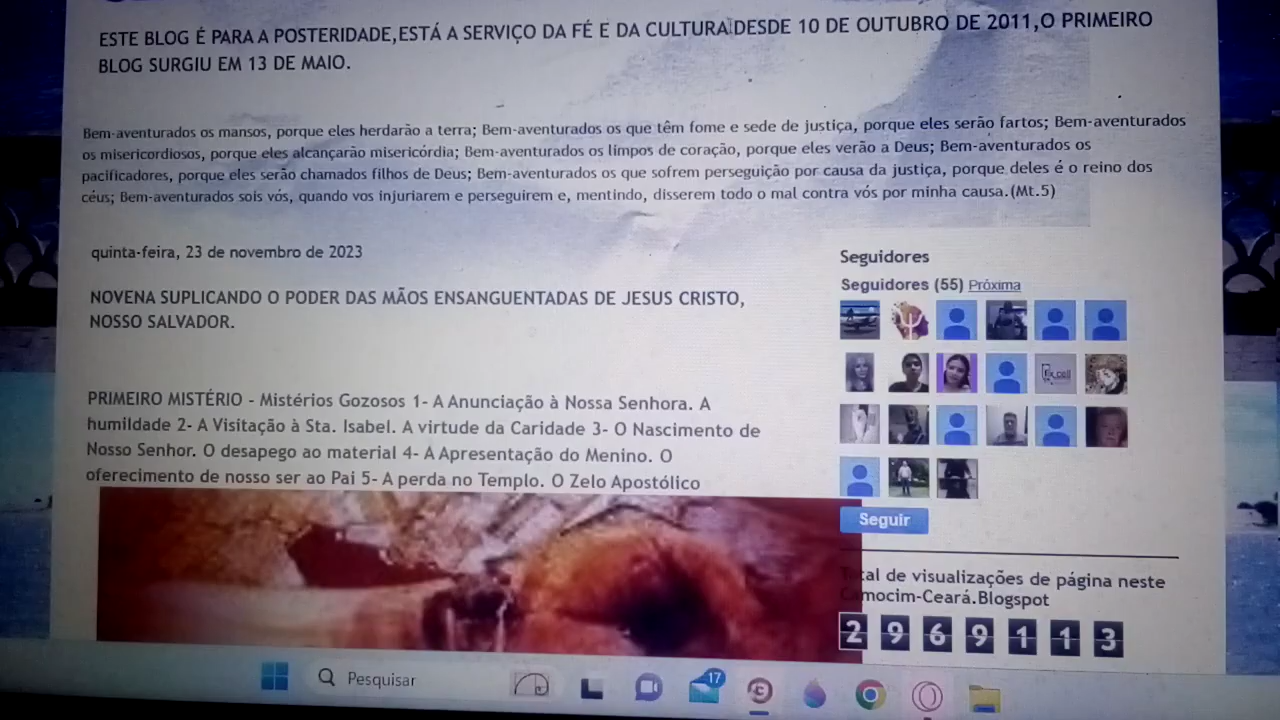 ESTE BLOG É PARA A POSTERIDADE,ESTÁ A SERVIÇO DA FÉ E DA CULTURA DESDE 10 DE OUTUBRO DE 2011,O PRIMEIRO
BLOG SURGIU EM 13 DE MAIO.
Bem-aventurados os mansos, porque eles herdarão a terra; Bem-aventurados os que têm fome e sede de justiça, porque eles serão fartos; Bem-aventurados
os misericordiosos, porque eles alcançarão misericórdia; Bem-aventurados os limpos de coração, porque eles verão a Deus; Bem-aventurados os
pacificadores, porque eles serão chamados filhos de Deus; Bem-aventurados os que sofrem perseguição por causa da justiça, porque deles é o reino dos
céus; Bem-aventurados sois vós, quando vos injuriarem e perseguirem e, mentindo, disserem todo o mal contra vós por minha causa.(Mt.5)
quinta-feira, 23 de novembro de 2023
NOVENA SUPLICANDO O PODER DAS MÃOS ENSANGUENTADAS DE JESUS CRISTO,
NOSSO SALVADOR.
PRIMEIRO MISTÉRIO - Mistérios Gozosos 1- A Anunciação à Nossa Senhora. A
humildade 2- A Visitação à Sta. Isabel. A virtude da Caridade 3- O Nascimento de
Nosso Senhor. O desapego ao material 4- A Apresentação do Menino. O
oferecimento de nosso ser ao Pai 5- A perda no Templo. O Zelo Apostólico
Seguidores
Seguidores (55) Próxima
Seguir
Total de visualizações de página neste
Camocim-Ceará.Blogspot
2969113
Pesquisar
17